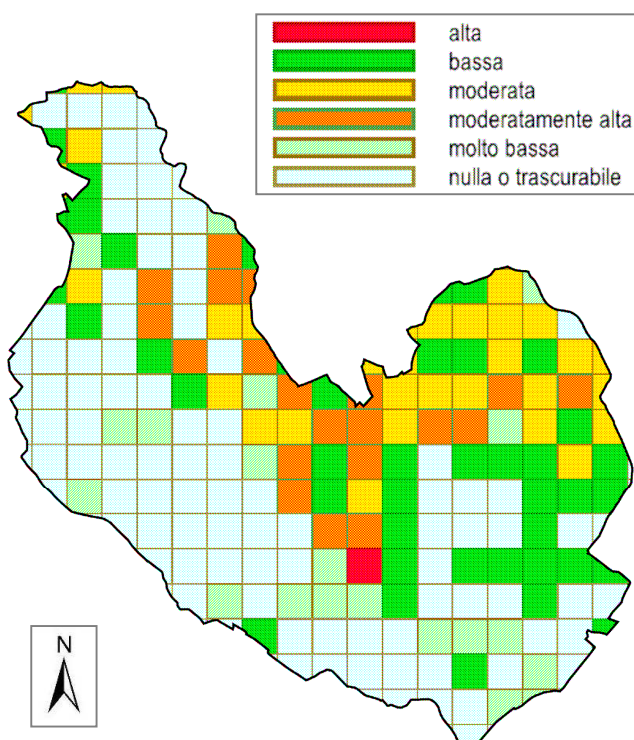 alta
bassa
moderata
moderatamente alta
molto bassa
nulla o trascurabile
N